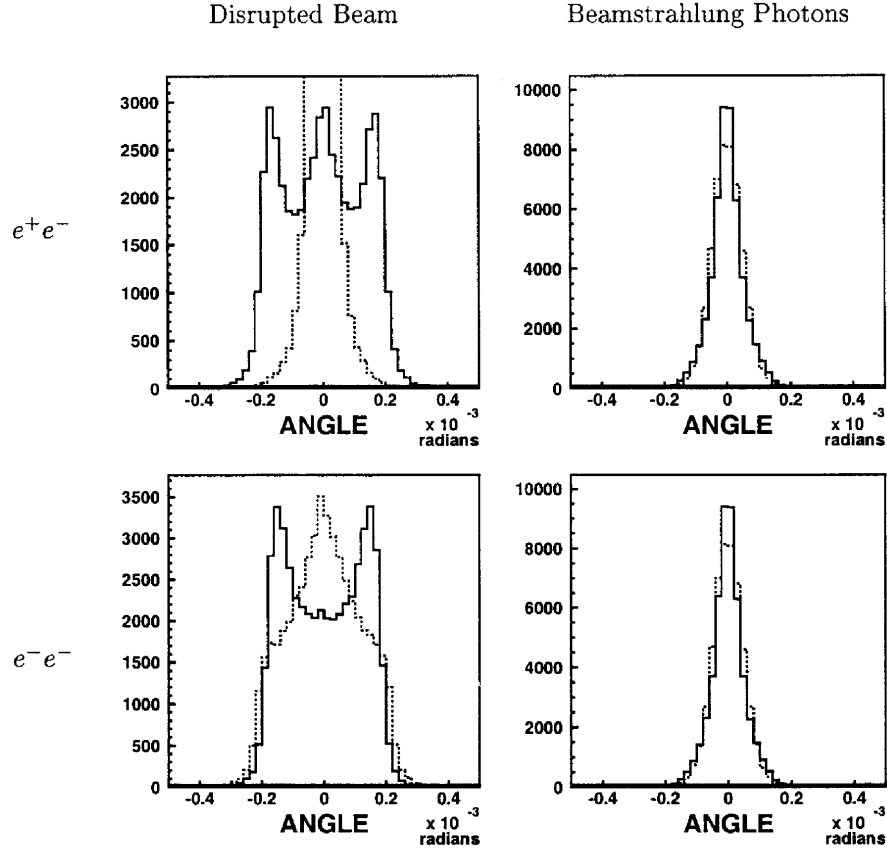 Disrupted Beam
Beamstrahlung Photons
e⁺e⁻
3000
2500
2000
1500
1000
500
0
-0.4 -0.2 0 0.2 0.4
ANGLE
x 10 -3
radians
10000
8000
6000
4000
2000
0
-0.4 -0.2 0 0.2 0.4
ANGLE
x 10 -3
radians
e⁻e⁻
3500
3000
2500
2000
1500
1000
500
0
-0.4 -0.2 0 0.2 0.4
ANGLE
x 10 -3
radians
10000
8000
6000
4000
2000
0
-0.4 -0.2 0 0.2 0.4
ANGLE
x 10 -3
radians